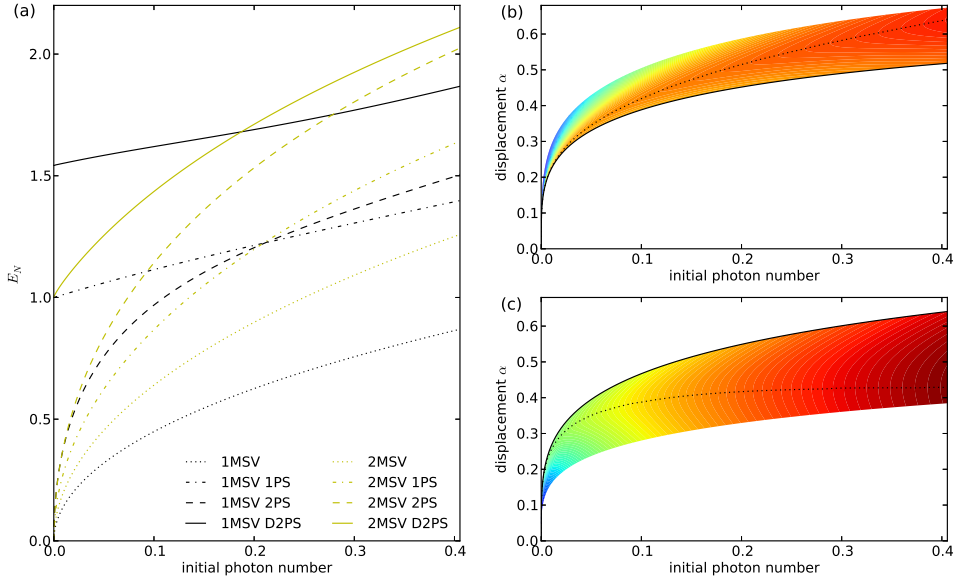 (a)
2.0
1.5
1.0
0.5
0.0
E_N
1MSV
1MSV 1PS
1MSV 2PS
1MSV D2PS
2MSV
2MSV 1PS
2MSV 2PS
2MSV D2PS
0.0 0.1 0.2 0.3 0.4
initial photon number
(b)
0.6
0.5
0.4
0.3
0.2
0.1
0.0
displacement α
0.0 0.1 0.2 0.3 0.4
initial photon number
(c)
0.6
0.5
0.4
0.3
0.2
0.1
0.0
displacement α
0.0 0.1 0.2 0.3 0.4
initial photon number